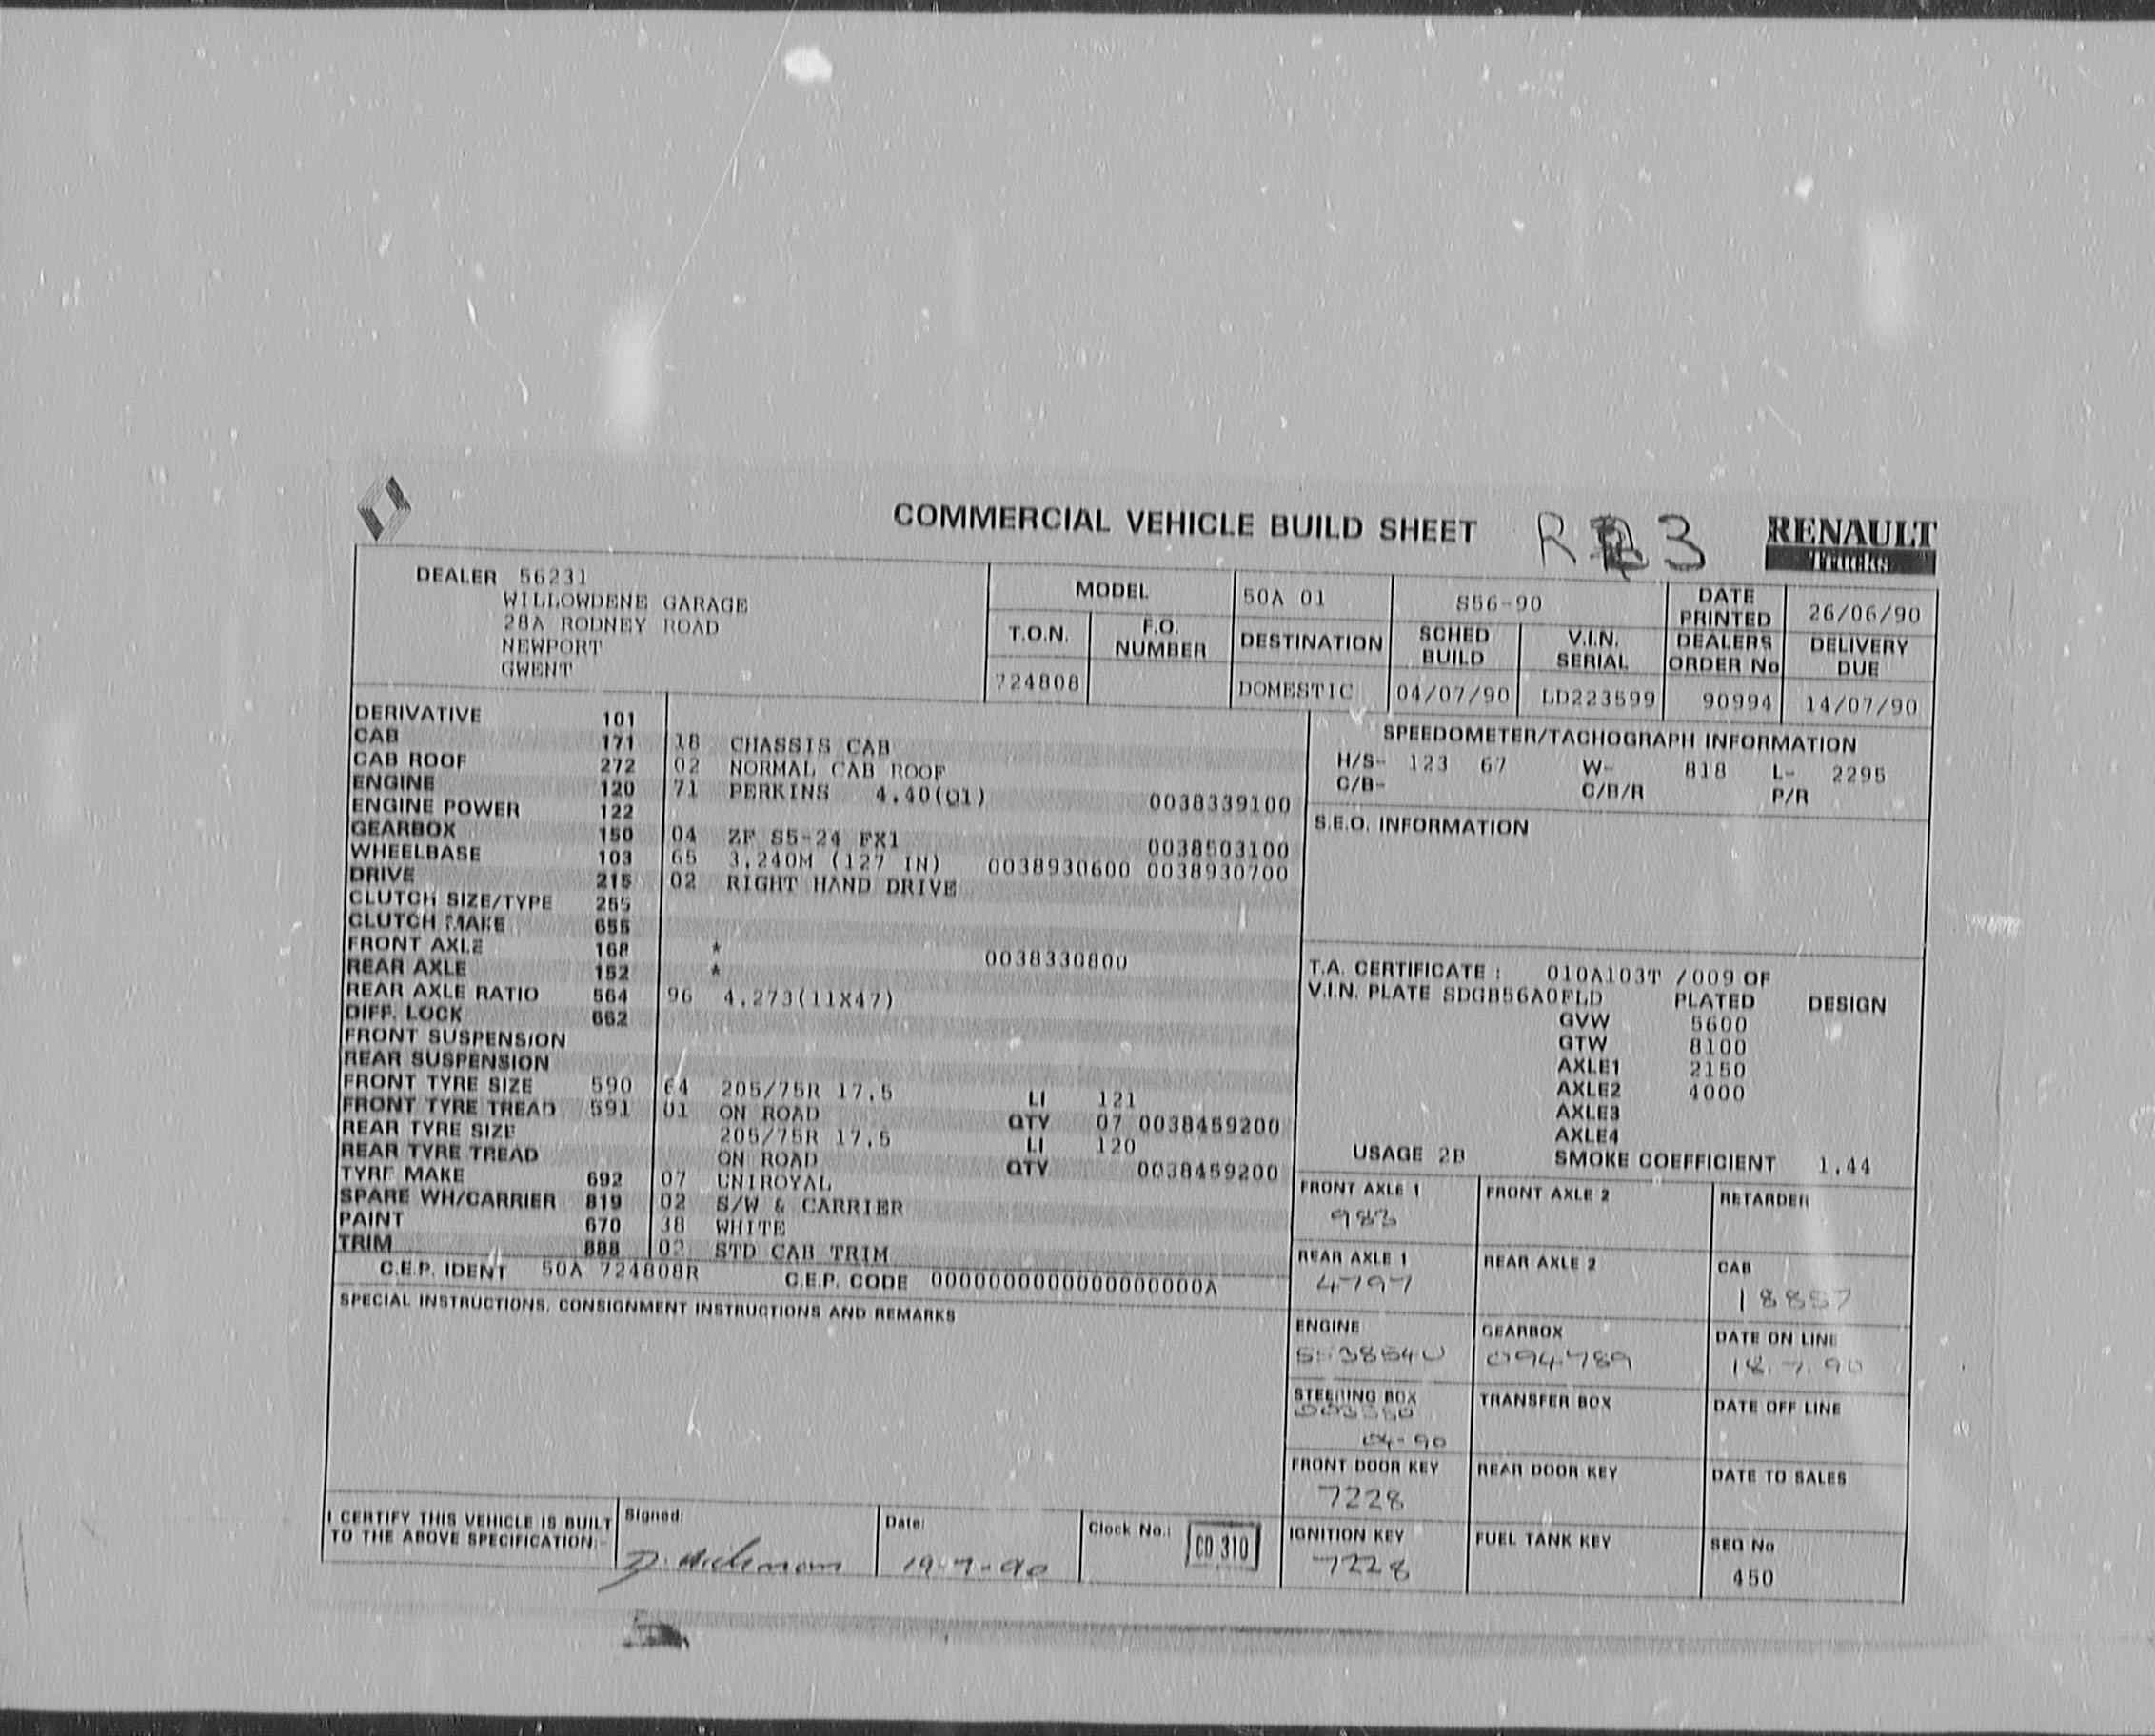 COMMERCIAL VEHICLE BUILD SHEET R 3 RENAULT
Trucks
DEALER 56231
WILLOWDENE GARAGE
28A RODNEY ROAD
NEWPORT
GWENT
MODEL 50A 01 S56-90 DATE PRINTED 26/06/90
T.O.N. F.O. NUMBER DESTINATION SCHED BUILD V.I.N. SERIAL DEALERS ORDER No DELIVERY DUE
724808 DOMESTIC 04/07/90 LD223599 90994 14/07/90
DERIVATIVE 101
CAB 171 18 CHASSIS CAB
CAB ROOF 272 02 NORMAL CAB ROOF
ENGINE 120 71 PERKINS 4.40(01) 0038339100
ENGINE POWER 122
GEARBOX 150 04 ZF S5-24 FX1 0038503100
WHEELBASE 103 65 3.240M (127 IN) 0038930600 0038930700
DRIVE 215 02 RIGHT HAND DRIVE
CLUTCH SIZE/TYPE 255
CLUTCH MAKE 655
FRONT AXLE 168 * 0038330800
REAR AXLE 152 *
REAR AXLE RATIO 564 96 4.273(11X47)
DIFF. LOCK 662
FRONT SUSPENSION
REAR SUSPENSION
FRONT TYRE SIZE 590 64 205/75R 17.5 LI 121
FRONT TYRE TREAD 591 01 ON ROAD QTY 07 0038459200
REAR TYRE SIZE 205/75R 17.5 LI 120
REAR TYRE TREAD ON ROAD QTY 0038459200
TYRE MAKE 692 07 UNIROYAL
SPARE WH/CARRIER 819 02 S/W & CARRIER
PAINT 670 38 WHITE
TRIM 888 02 STD CAB TRIM
C.E.P. IDENT 50A 724808R C.E.P. CODE 00000000000000000000A
SPECIAL INSTRUCTIONS, CONSIGNMENT INSTRUCTIONS AND REMARKS
SPEEDOMETER/TACHOGRAPH INFORMATION
H/S- 123 67 W- 818 L- 2295
C/B- C/B/R P/R
S.E.O. INFORMATION
T.A. CERTIFICATE : 010A103T /009 OF
V.I.N. PLATE SDGB56A0FLD PLATED DESIGN
GVW 5600
GTW 8100
AXLE1 2150
AXLE2 4000
AXLE3
AXLE4
USAGE 2B SMOKE COEFFICIENT 1.44
FRONT AXLE 1 FRONT AXLE 2 RETARDER
983
REAR AXLE 1 REAR AXLE 2 CAB
4797 18857
ENGINE GEARBOX DATE ON LINE
094789 18.7.90
STEERING BOX TRANSFER BOX DATE OFF LINE
04-90
FRONT DOOR KEY REAR DOOR KEY DATE TO SALES
7228
IGNITION KEY FUEL TANK KEY SEQ No
7228 450
I CERTIFY THIS VEHICLE IS BUILT
TO THE ABOVE SPECIFICATION:-
Signed: Date: Clock No.: CD 310
19-7-90